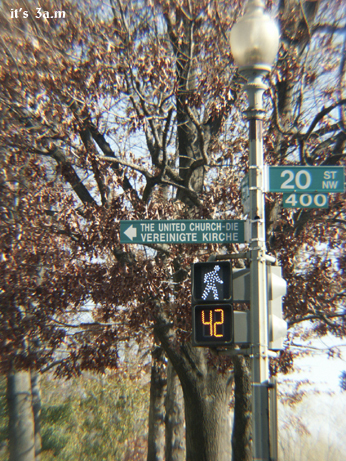 it's 3a.m
20 ST NW
400
THE UNITED CHURCH-DIE
VEREINIGTE KIRCHE
42